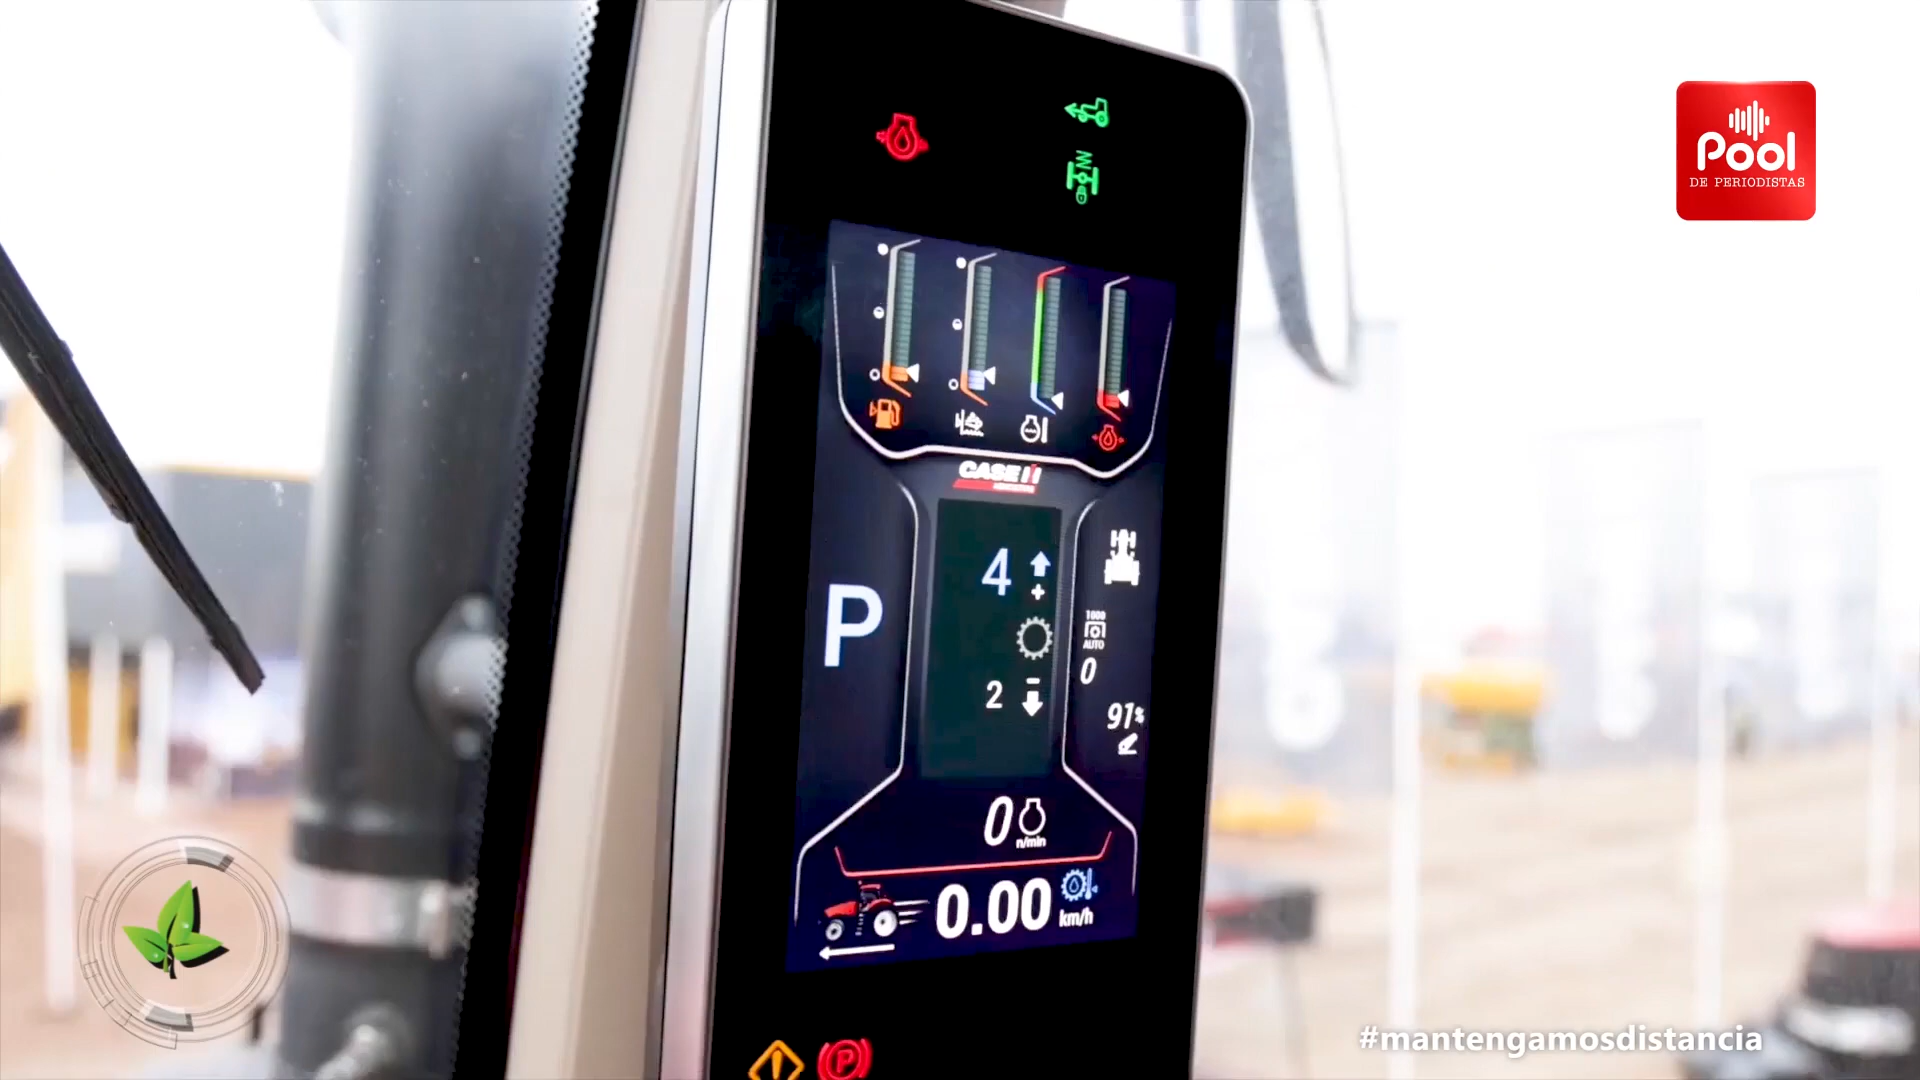 Pool
DE PERIODISTAS
CASE IH
4
+
P
1000
AUTO
0
2
91%
0
n/min
0.00
km/h
P
#mantengamosdistancia